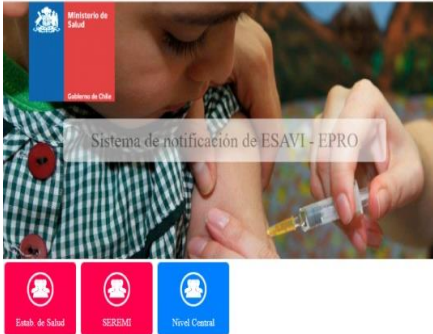 Ministerio de
Salud
Gobierno de Chile
Sistema de notificación de ESAVI - EPRO
Estab. de Salud
SEREMI
Nivel Central